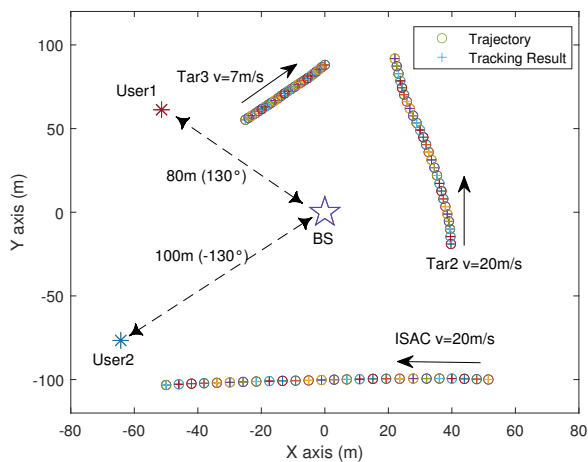 Trajectory
Tracking Result
Tar3 v=7m/s
User1
80m (130°)
BS
100m (-130°)
Tar2 v=20m/s
User2
ISAC v=20m/s
100
50
0
-50
-100
Y axis (m)
-80
-60
-40
-20
0
20
40
60
80
X axis (m)